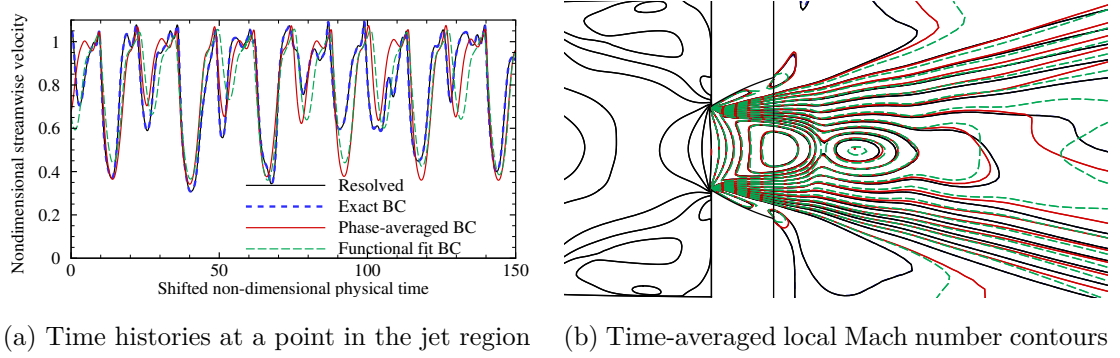 Nondimensional streamwise velocity
1
0.8
0.6
0.4
0.2
0
0
50
100
150
Resolved
Exact BC
Phase-averaged BC
Functional fit BC
Shifted non-dimensional physical time
(a) Time histories at a point in the jet region
(b) Time-averaged local Mach number contours